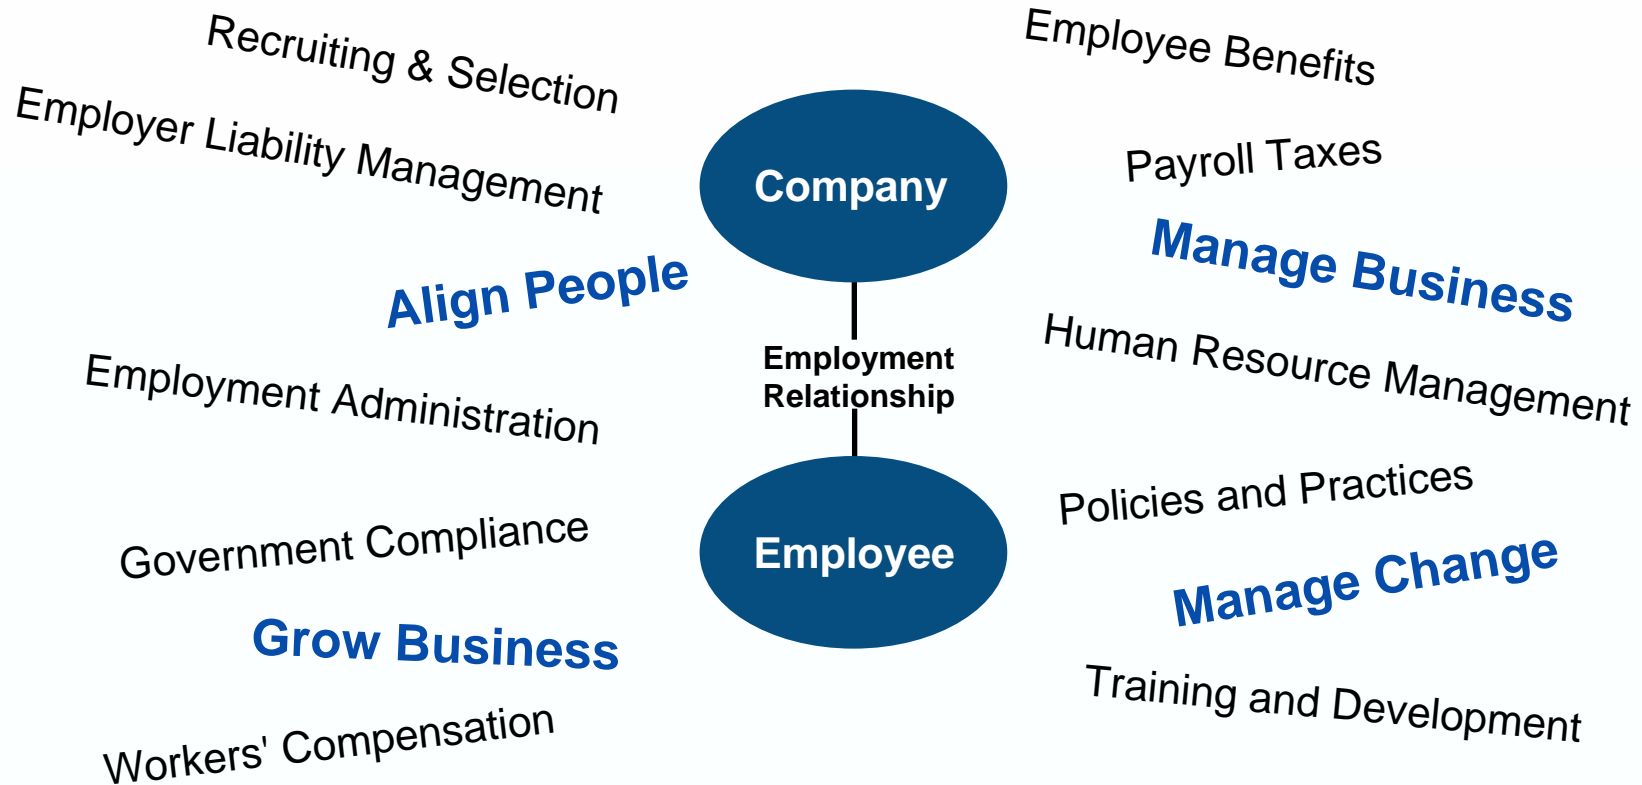 Recruiting & Selection
Employer Liability Management
Align People
Employment Administration
Government Compliance
Grow Business
Workers' Compensation
Company
Employment
Relationship
Employee
Employee Benefits
Payroll Taxes
Manage Business
Human Resource Management
Policies and Practices
Manage Change
Training and Development